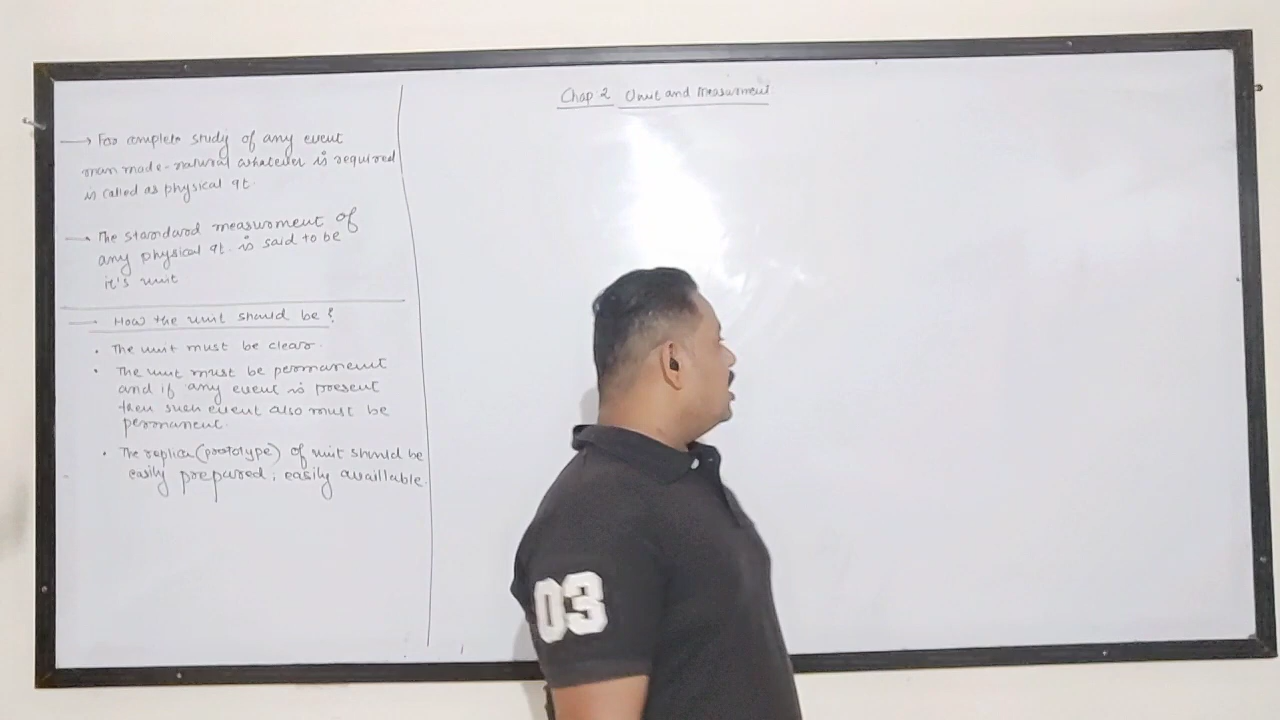 Chap 2 Unit and Measurment
→ For complete study of any event
man made-natural whatever is required
is called as physical qt.
→ The standard measurment of
any physical qt. is said to be
it's unit
— How the unit should be ?
• The unit must be clear.
• The unit must be permanent
and if any event is present
then such event also must be
permanent.
• The replica (prototype) of unit should be
easily prepared, easily availlable.
03